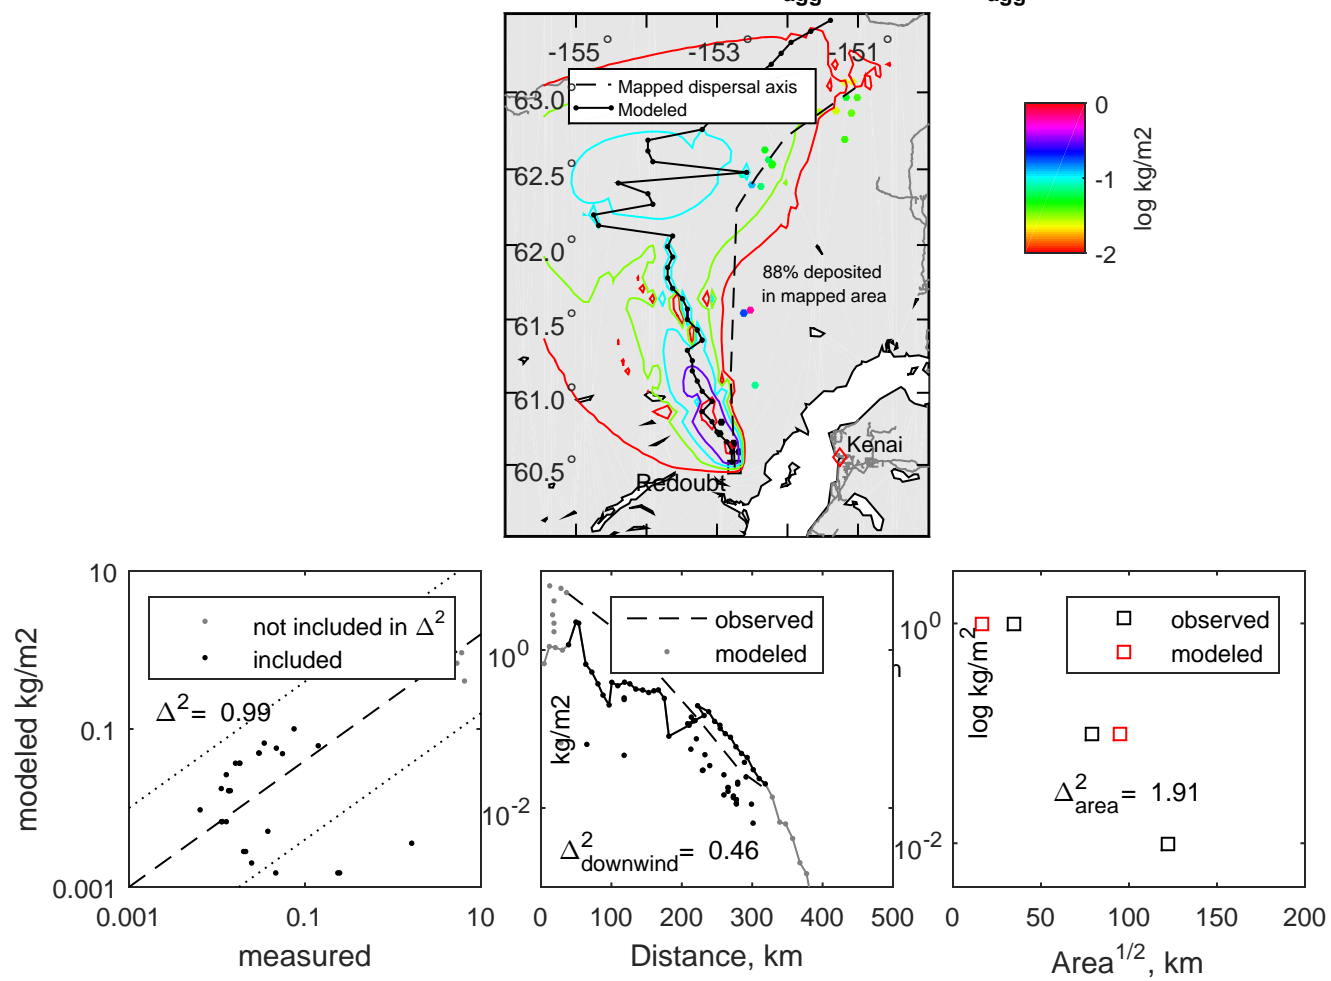 agg agg
-155° -153° -151°
Mapped dispersal axis
Modeled
63.0°
62.5°
62.0°
61.5°
61.0°
60.5°
88% deposited
in mapped area
Kenai
Redoubt
0
-1
-2
log kg/m2
10
0.1
0.001
0.001 0.1 10
modeled kg/m2
measured
not included in Δ²
included
Δ²= 0.99
10⁰
10⁻²
kg/m2
observed
modeled
Δ²downwind= 0.46
0 100 200 300 400 500
Distance, km
10⁰
10⁻²
log kg/m²
observed
modeled
Δ²area= 1.91
0 50 100 150 200
Area¹/², km